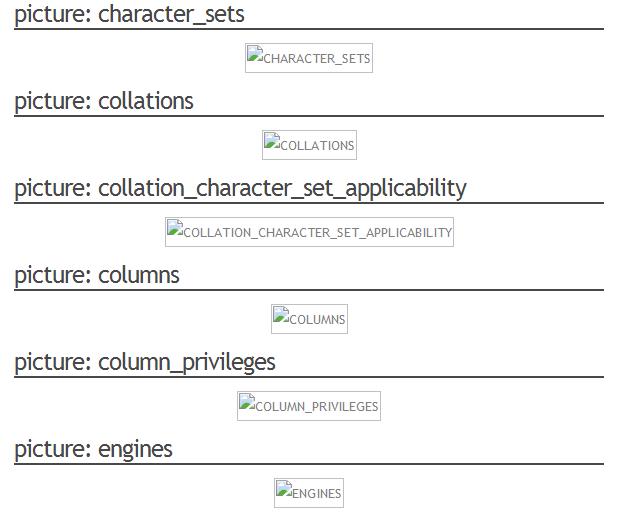 picture: character_sets
CHARACTER_SETS
picture: collations
COLLATIONS
picture: collation_character_set_applicability
COLLATION_CHARACTER_SET_APPLICABILITY
picture: columns
COLUMNS
picture: column_privileges
COLUMN_PRIVILEGES
picture: engines
ENGINES